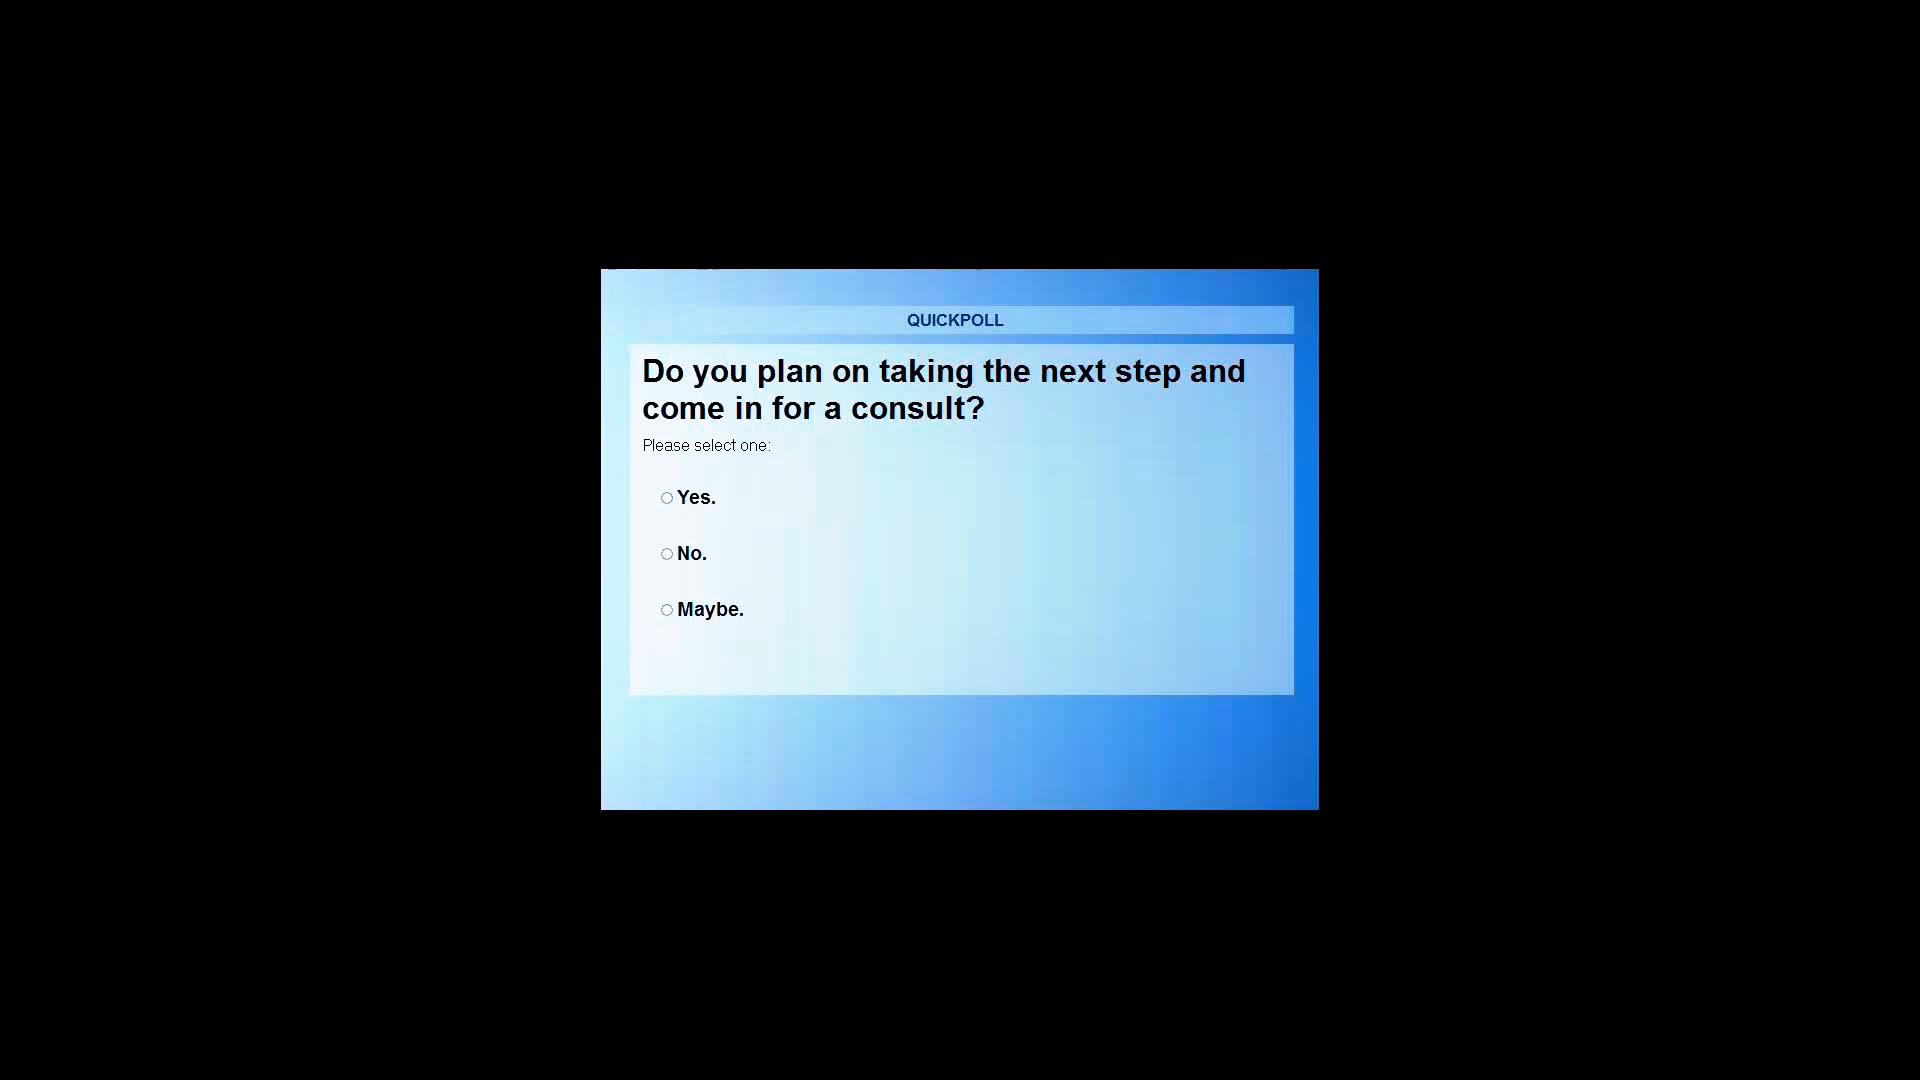 QUICKPOLL
Do you plan on taking the next step and
come in for a consult?
Please select one:
Yes.
No.
Maybe.